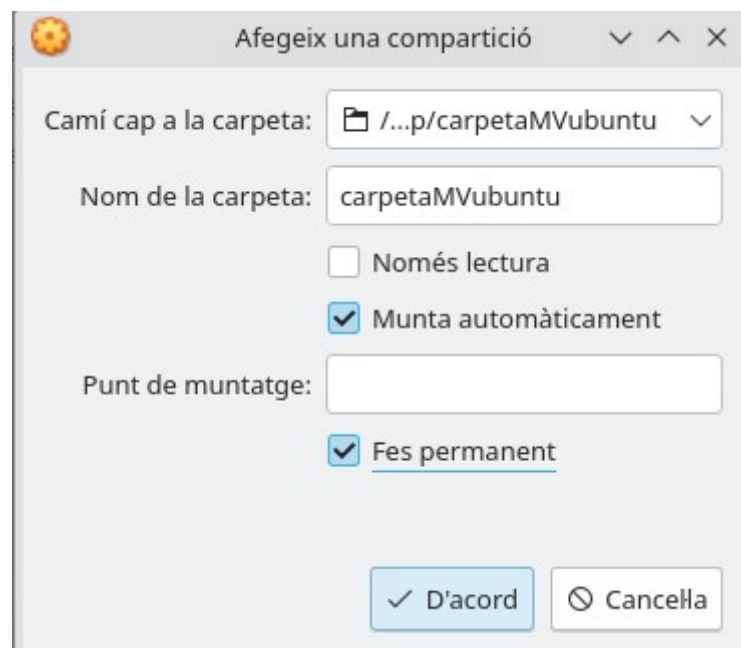 Afegeix una compartició
Camí cap a la carpeta: /...p/carpetaMVubuntu
Nom de la carpeta: carpetaMVubuntu
Només lectura
Munta automàticament
Punt de muntatge:
Fes permanent
D'acord Cancel·la